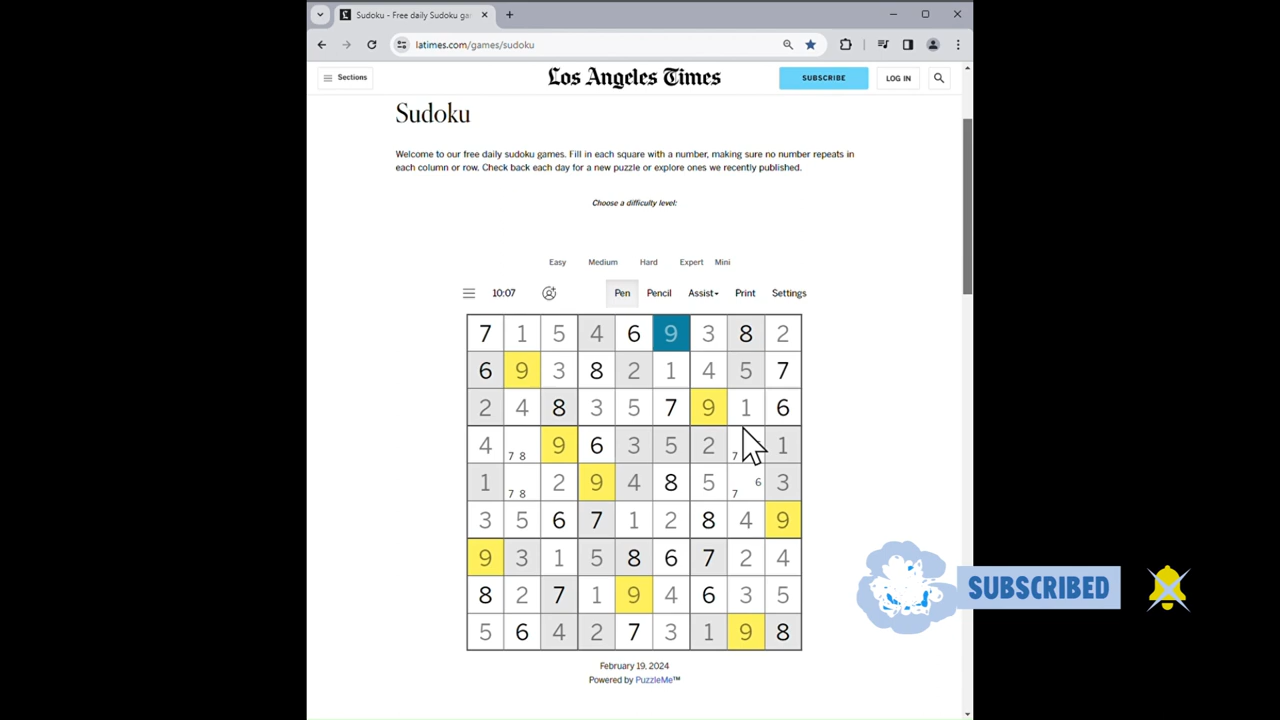 Sudoku - Free daily Sudoku ga
latimes.com/games/sudoku
Sections
Los Angeles Times
SUBSCRIBE
LOG IN
Sudoku
Welcome to our free daily sudoku games. Fill in each square with a number, making sure no number repeats in
each column or row. Check back each day for a new puzzle or explore ones we recently published.
Choose a difficulty level:
Easy Medium Hard Expert Mini
10:07 Pen Pencil Assist Print Settings
7 1 5 4 6 9 3 8 2
6 9 3 8 2 1 4 5 7
2 4 8 3 5 7 9 1 6
4 7 8 9 6 3 5 2 7 1
1 7 8 2 9 4 8 5 6 7 3
3 5 6 7 1 2 8 4 9
9 3 1 5 8 6 7 2 4
8 2 7 1 9 4 6 3 5
5 6 4 2 7 3 1 9 8
SUBSCRIBED
February 19, 2024
Powered by PuzzleMe™